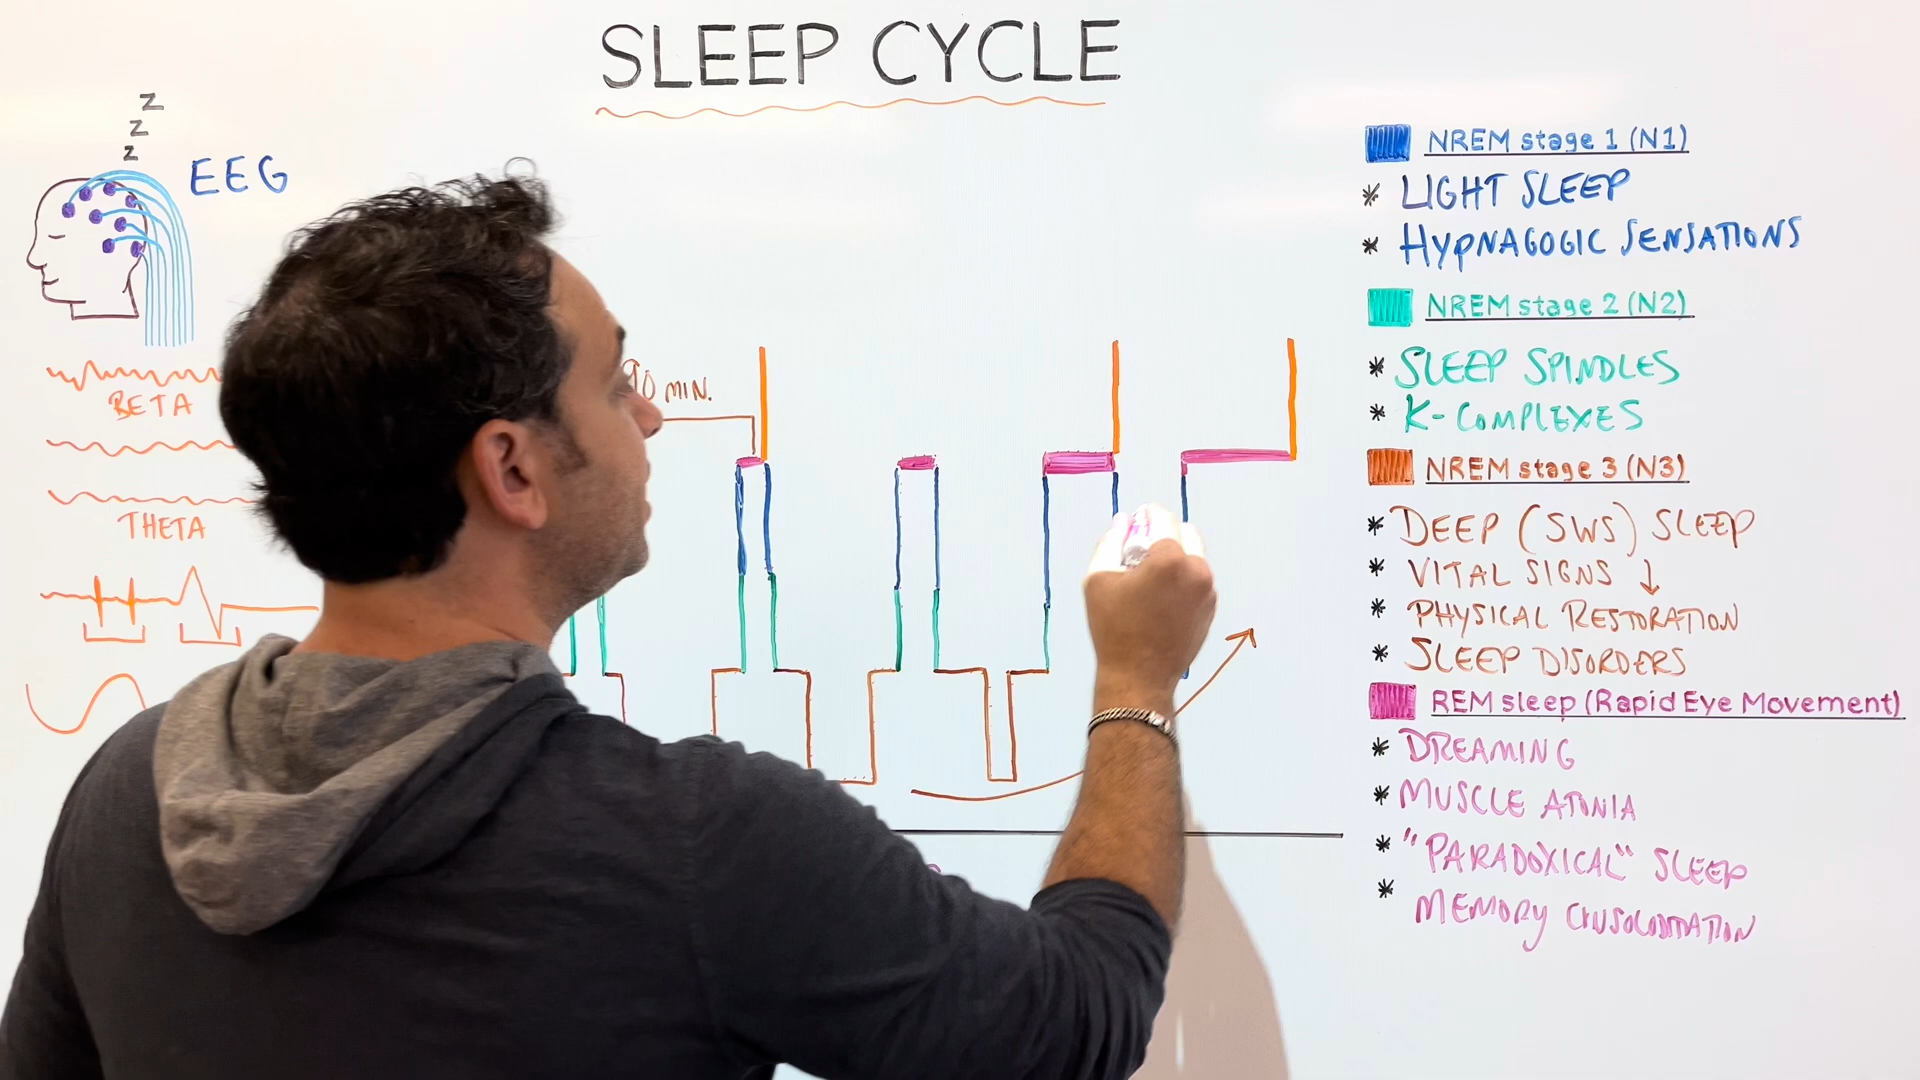 SLEEP CYCLE
Z
Z
Z
EEG
BETA
THETA
90 MIN.
NREM stage 1 (N1)
* LIGHT SLEEP
* HYPNAGOGIC SENSATIONS
NREM stage 2 (N2)
* SLEEP SPINDLES
* K-COMPLEXES
NREM stage 3 (N3)
* DEEP (SWS) SLEEP
* VITAL SIGNS ↓
* PHYSICAL RESTORATION
* SLEEP DISORDERS
REM sleep (Rapid Eye Movement)
* DREAMING
* MUSCLE ATONIA
* "PARADOXICAL" SLEEP
* MEMORY CONSOLIDATION